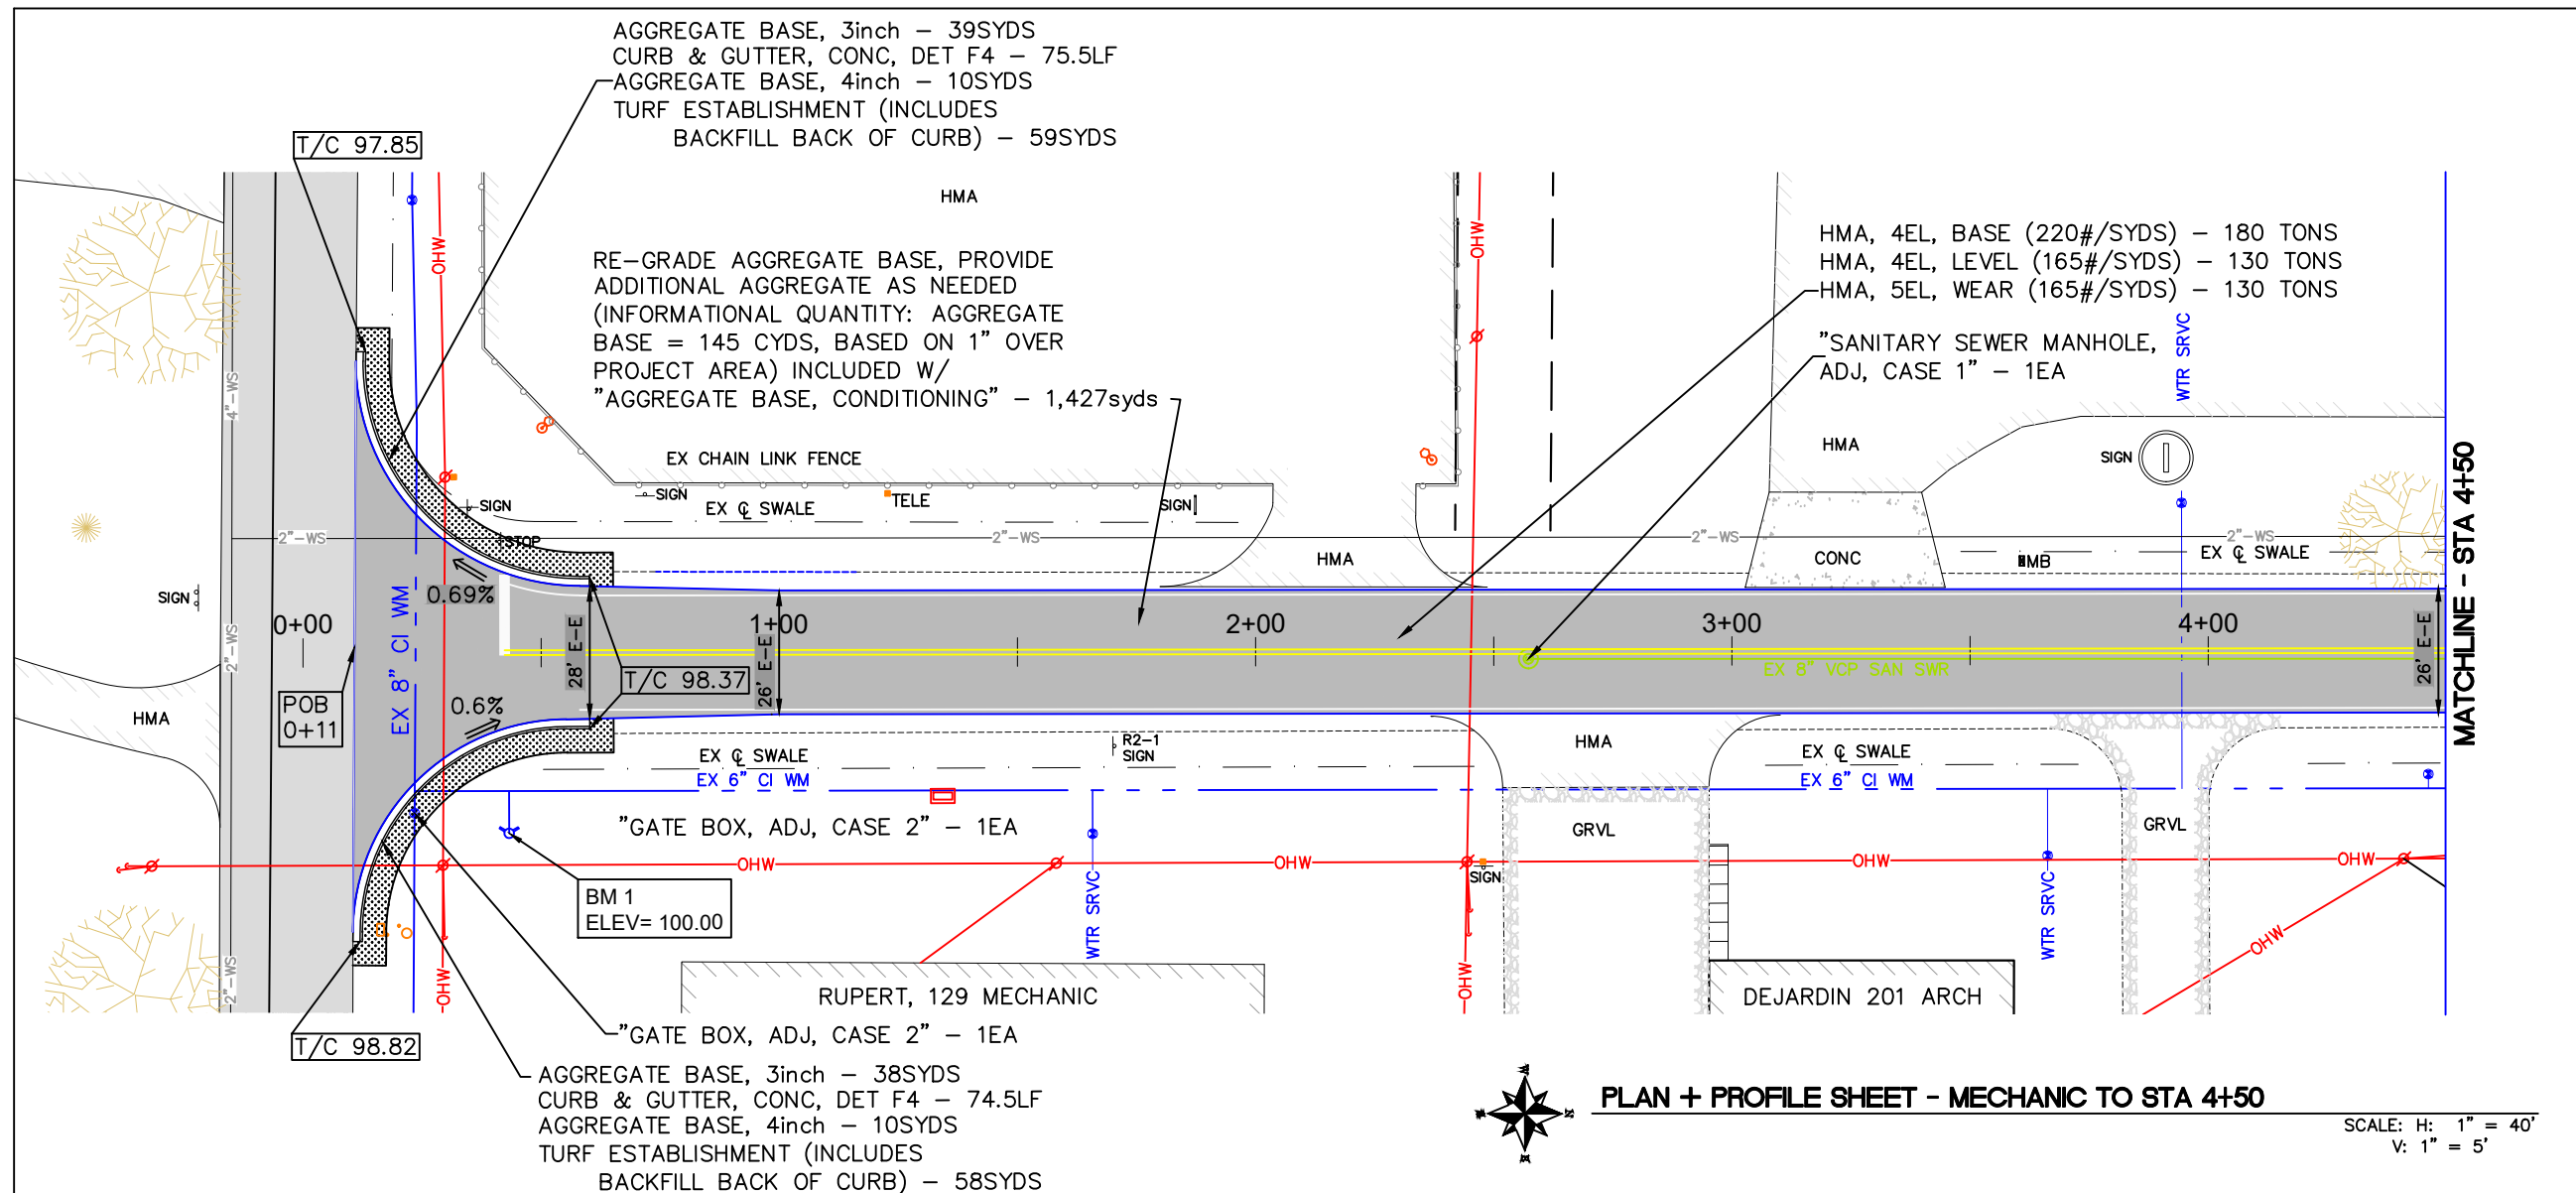 AGGREGATE BASE, 3inch – 39SYDS
CURB & GUTTER, CONC, DET F4 – 75.5LF
AGGREGATE BASE, 4inch – 10SYDS
TURF ESTABLISHMENT (INCLUDES
BACKFILL BACK OF CURB) – 59SYDS
T/C 97.85
HMA
OHW
OHW
RE–GRADE AGGREGATE BASE, PROVIDE
ADDITIONAL AGGREGATE AS NEEDED
(INFORMATIONAL QUANTITY: AGGREGATE
BASE = 145 CYDS, BASED ON 1" OVER
PROJECT AREA) INCLUDED W/
"AGGREGATE BASE, CONDITIONING" – 1,427syds
HMA, 4EL, BASE (220#/SYDS) – 180 TONS
HMA, 4EL, LEVEL (165#/SYDS) – 130 TONS
HMA, 5EL, WEAR (165#/SYDS) – 130 TONS
"SANITARY SEWER MANHOLE,
ADJ, CASE 1" – 1EA
WTR SRVC
4"–WS
EX CHAIN LINK FENCE
HMA
SIGN
SIGN
SIGN
TELE
SIGN
EX ℄ SWALE
2"–WS
STOP
2"–WS
2"–WS
2"–WS
HMA
CONC
MB
EX ℄ SWALE
MATCHLINE - STA 4+50
SIGN
0.69%
0+00
1+00
2+00
3+00
4+00
2"–WS
EX 8" CI WM
28' E–E
26' E–E
26' E–E
T/C 98.37
EX 8" VCP SAN SWR
POB
0+11
0.6%
HMA
R2–1
SIGN
HMA
EX ℄ SWALE
EX 6" CI WM
EX ℄ SWALE
EX 6" CI WM
"GATE BOX, ADJ, CASE 2" – 1EA
GRVL
GRVL
OHW
OHW
OHW
OHW
SIGN
BM 1
ELEV= 100.00
WTR SRVC
WTR SRVC
OHW
2"–WS
OHW
OHW
RUPERT, 129 MECHANIC
DEJARDIN 201 ARCH
"GATE BOX, ADJ, CASE 2" – 1EA
T/C 98.82
AGGREGATE BASE, 3inch – 38SYDS
CURB & GUTTER, CONC, DET F4 – 74.5LF
AGGREGATE BASE, 4inch – 10SYDS
TURF ESTABLISHMENT (INCLUDES
BACKFILL BACK OF CURB) – 58SYDS
PLAN + PROFILE SHEET - MECHANIC TO STA 4+50
SCALE: H: 1" = 40'
V: 1" = 5'